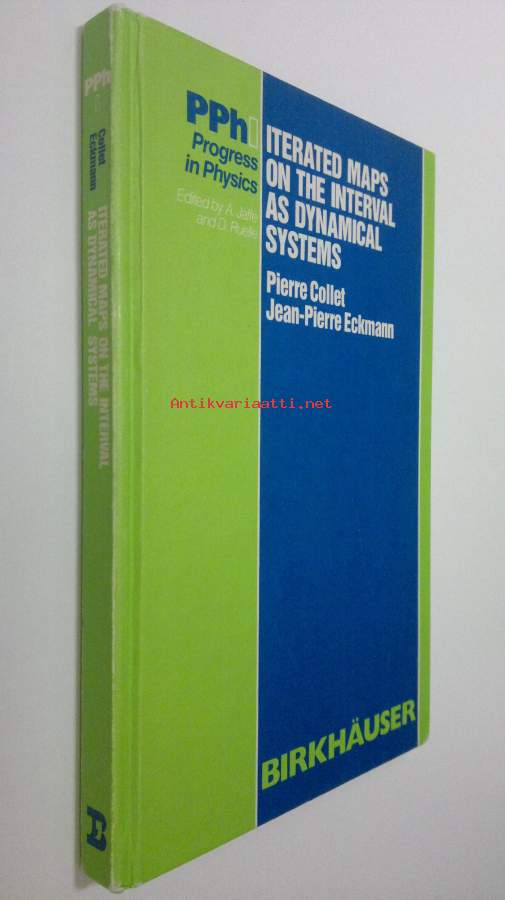 PPh
Collet
Eckmann
ITERATED MAPS ON THE INTERVAL
AS DYNAMICAL SYSTEMS
B
PPh1
Progress
in Physics
Edited by A. Jaffe
and D. Ruelle
ITERATED MAPS
ON THE INTERVAL
AS DYNAMICAL
SYSTEMS
Pierre Collet
Jean-Pierre Eckmann
BIRKHÄUSER
Antikvariaatti.net